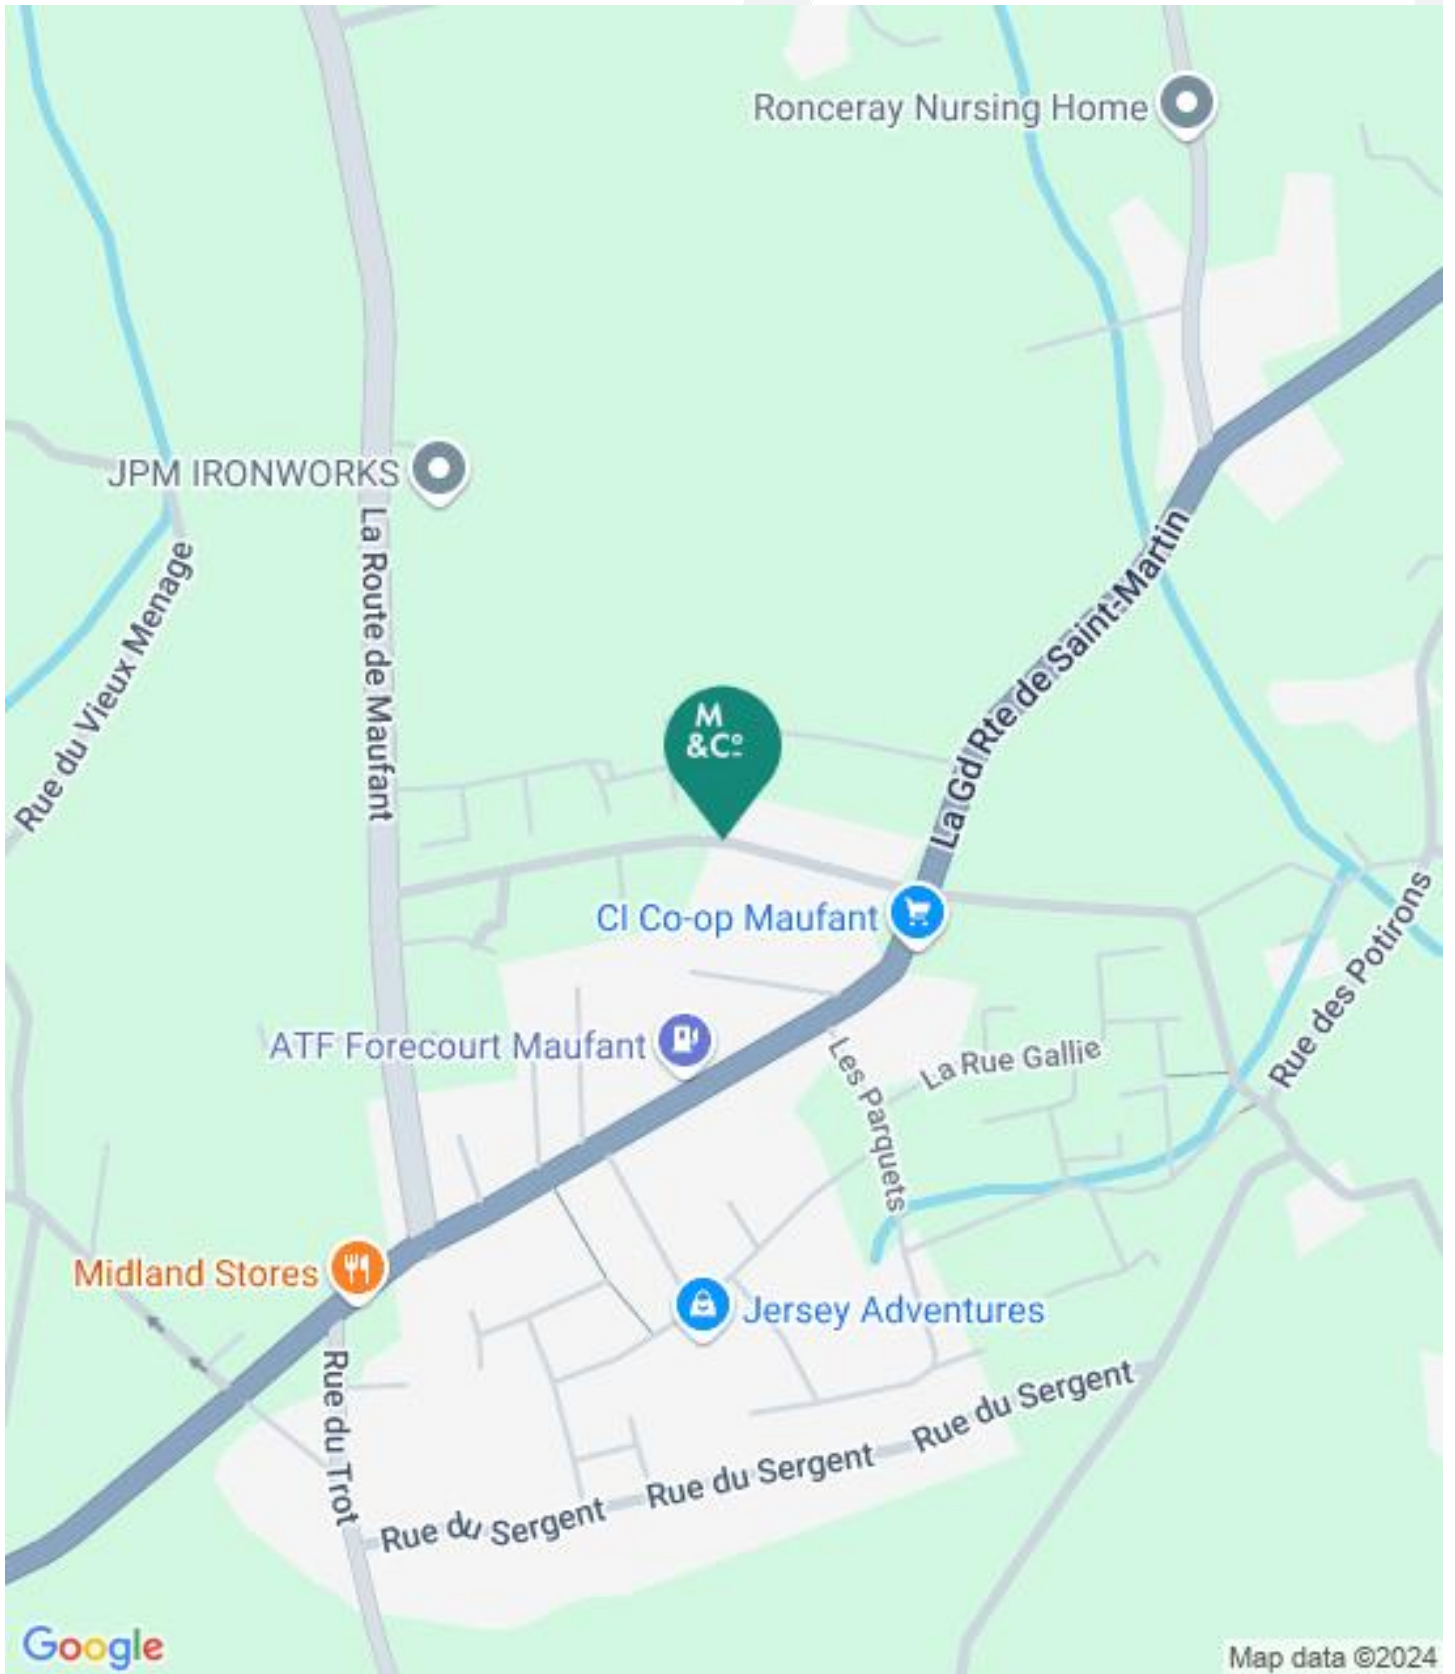 Ronceray Nursing Home
JPM IRONWORKS
La Route de Maufant
Rue du Vieux Menage
La Gd Rte de Saint-Martin
M
&Cº
CI Co-op Maufant
Rue des Potirons
ATF Forecourt Maufant
La Rue Gallie
Les Parquets
Midland Stores
Jersey Adventures
Rue du Trot
Rue du Sergent
Rue du Sergent
Rue du Sergent
Google
Map data ©2024